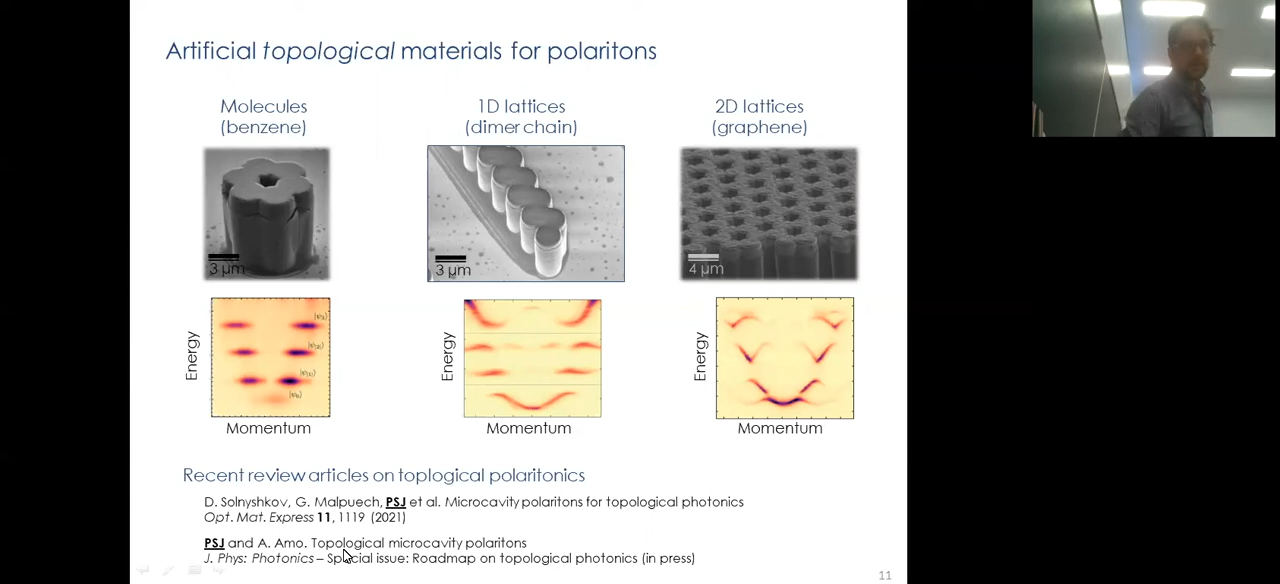 Artificial topological materials for polaritons
Molecules
(benzene)
1D lattices
(dimer chain)
2D lattices
(graphene)
3 µm
3 µm
4 µm
Energy
Energy
Energy
Momentum
Momentum
Momentum
Recent review articles on toplogical polaritonics
D. Solnyshkov, G. Malpuech, PSJ et al. Microcavity polaritons for topological photonics
Opt. Mat. Express 11, 1119 (2021)
PSJ and A. Amo. Topological microcavity polaritons
J. Phys: Photonics – Special issue: Roadmap on topological photonics (in press)
11